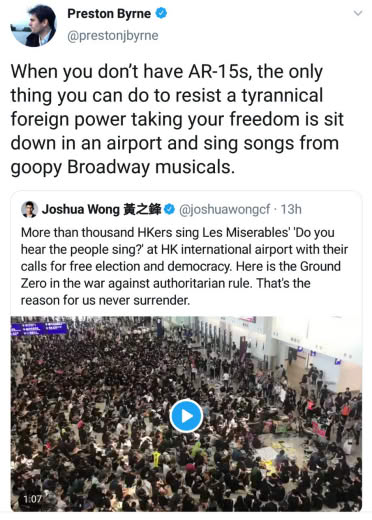 Preston Byrne
@prestonjbyrne
When you don't have AR-15s, the only
thing you can do to resist a tyrannical
foreign power taking your freedom is sit
down in an airport and sing songs from
goopy Broadway musicals.
Joshua Wong 黃之鋒 @joshuawongcf · 13h
More than thousand HKers sing Les Miserables' 'Do you
hear the people sing?' at HK international airport with their
calls for free election and democracy. Here is the Ground
Zero in the war against authoritarian rule. That's the
reason for us never surrender.
1:07